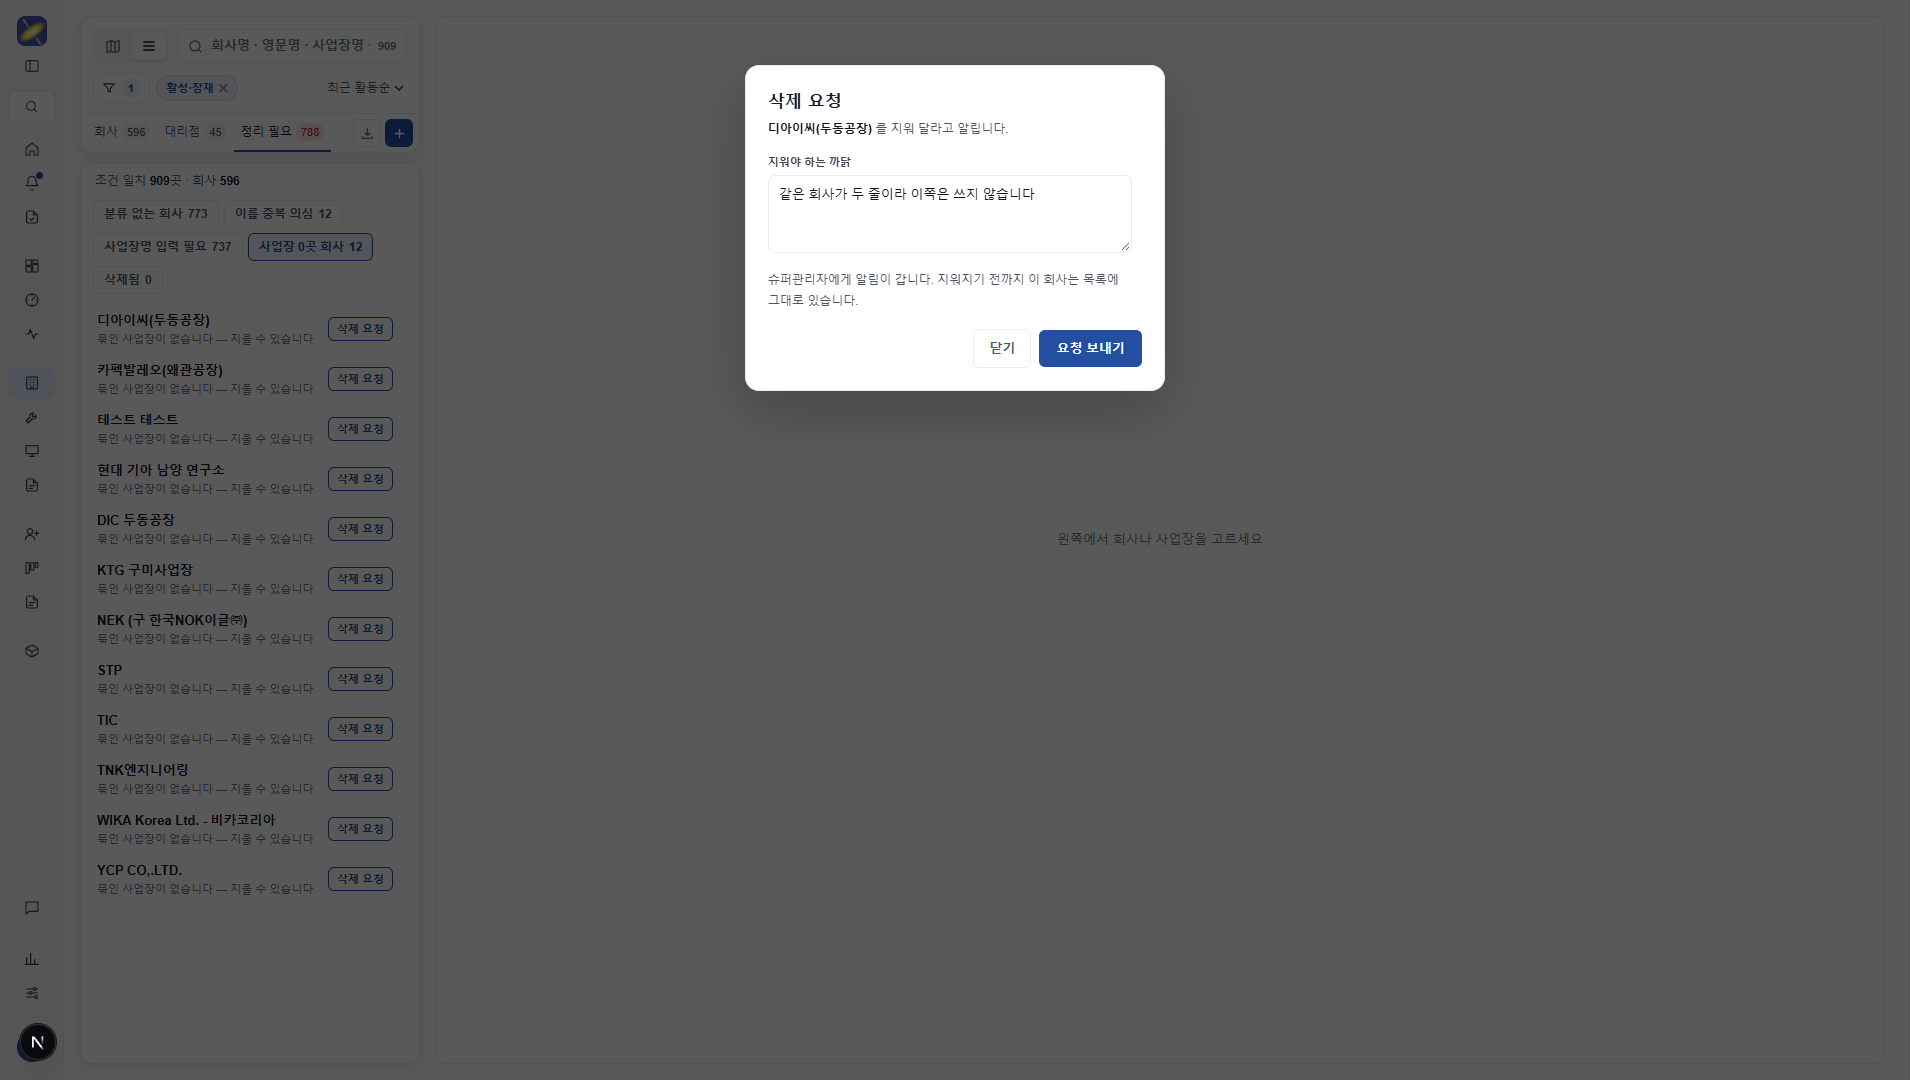 회사명 · 영문명 · 사업장명 · 909
1 활성·잠재 최근 활동순
회사 596 대리점 45 정리 필요 788
조건 일치 909곳 · 회사 596
분류 없는 회사 773 이름 중복 의심 12
사업장명 입력 필요 737 사업장 0곳 회사 12
삭제됨 0
디아이씨(두동공장)
묶인 사업장이 없습니다 — 지울 수 있습니다
삭제 요청
카펙발레오(왜관공장)
묶인 사업장이 없습니다 — 지울 수 있습니다
삭제 요청
테스트 테스트
묶인 사업장이 없습니다 — 지울 수 있습니다
삭제 요청
현대 기아 남양 연구소
묶인 사업장이 없습니다 — 지울 수 있습니다
삭제 요청
DIC 두동공장
묶인 사업장이 없습니다 — 지울 수 있습니다
삭제 요청
KTG 구미사업장
묶인 사업장이 없습니다 — 지울 수 있습니다
삭제 요청
NEK (구 한국NOK이글㈜)
묶인 사업장이 없습니다 — 지울 수 있습니다
삭제 요청
STP
묶인 사업장이 없습니다 — 지울 수 있습니다
삭제 요청
TIC
묶인 사업장이 없습니다 — 지울 수 있습니다
삭제 요청
TNK엔지니어링
묶인 사업장이 없습니다 — 지울 수 있습니다
삭제 요청
WIKA Korea Ltd. - 비카코리아
묶인 사업장이 없습니다 — 지울 수 있습니다
삭제 요청
YCP CO,.LTD.
묶인 사업장이 없습니다 — 지울 수 있습니다
삭제 요청
N
삭제 요청
디아이씨(두동공장) 를 지워 달라고 알립니다.
지워야 하는 까닭
같은 회사가 두 줄이라 이쪽은 쓰지 않습니다
슈퍼관리자에게 알림이 갑니다. 지워지기 전까지 이 회사는 목록에
그대로 있습니다.
닫기 요청 보내기
왼쪽에서 회사나 사업장을 고르세요